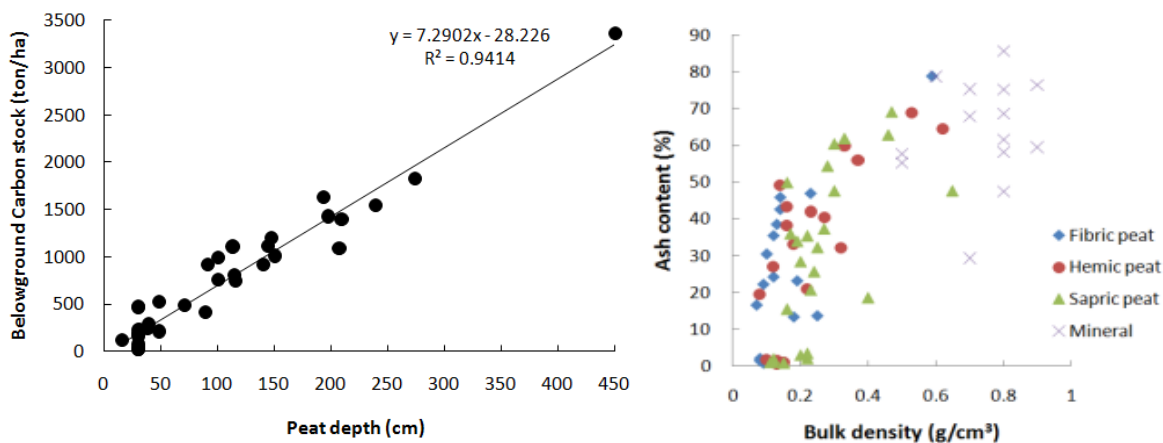 y = 7.2902x - 28.226
R² = 0.9414
Belowground Carbon stock (ton/ha)
3500
3000
2500
2000
1500
1000
500
0
0 50 100 150 200 250 300 350 400 450
Peat depth (cm)
Ash content (%)
90
80
70
60
50
40
30
20
10
0
0 0.2 0.4 0.6 0.8 1
Bulk density (g/cm³)
Fibric peat
Hemic peat
Sapric peat
Mineral